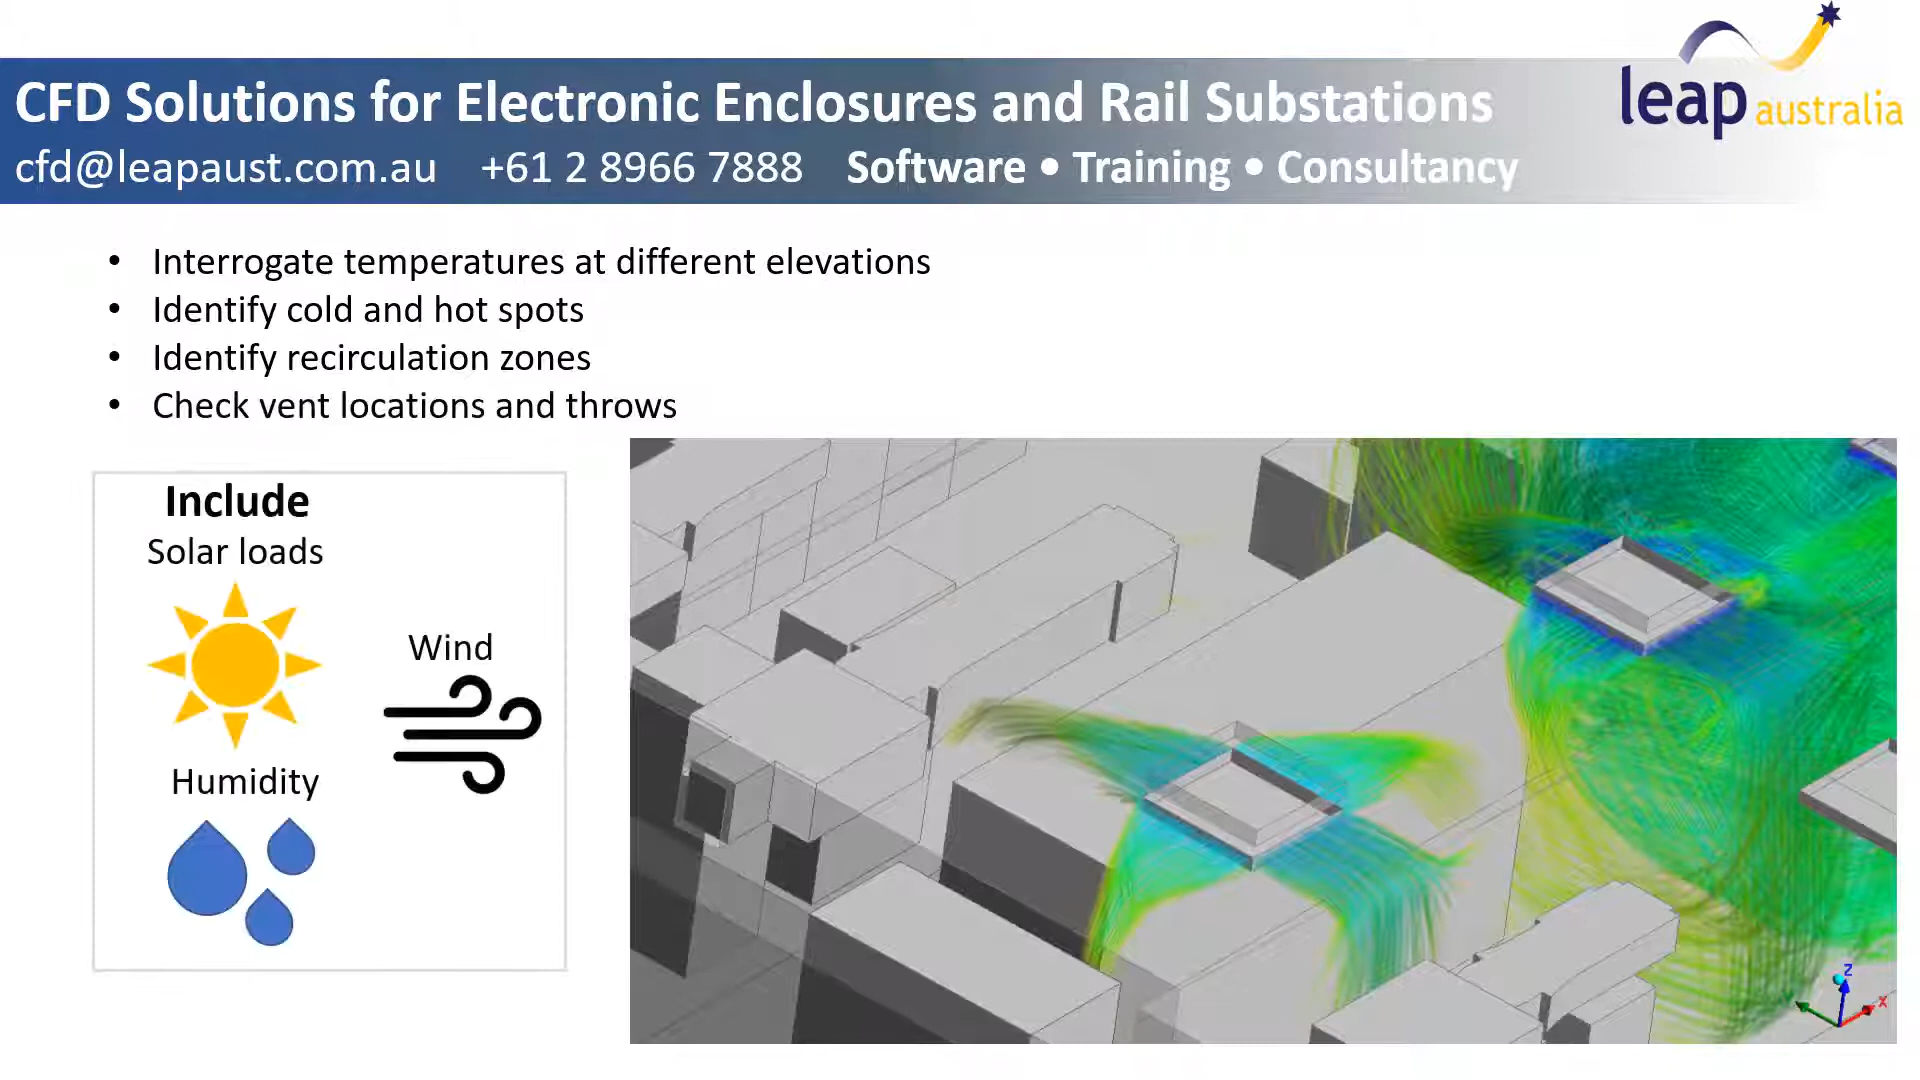 CFD Solutions for Electronic Enclosures and Rail Substations
cfd@leapaust.com.au +61 2 8966 7888 Software • Training • Consultancy
leap australia
• Interrogate temperatures at different elevations
• Identify cold and hot spots
• Identify recirculation zones
• Check vent locations and throws
Include
Solar loads
Wind
Humidity
Z
X